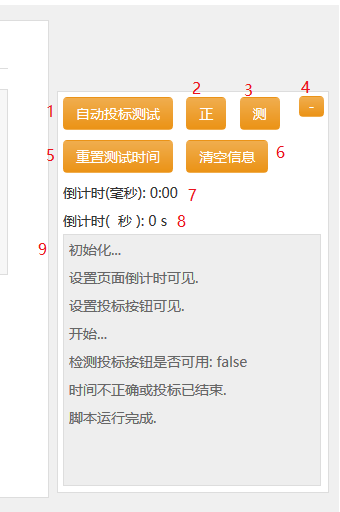 2 3 4
1 自动投标测试 正 测 -
5 重置测试时间 清空信息 6
倒计时(毫秒): 0:00 7
倒计时( 秒 ): 0 s 8
9
初始化...
设置页面倒计时可见.
设置投标按钮可见.
开始...
检测投标按钮是否可用: false
时间不正确或投标已结束.
脚本运行完成.